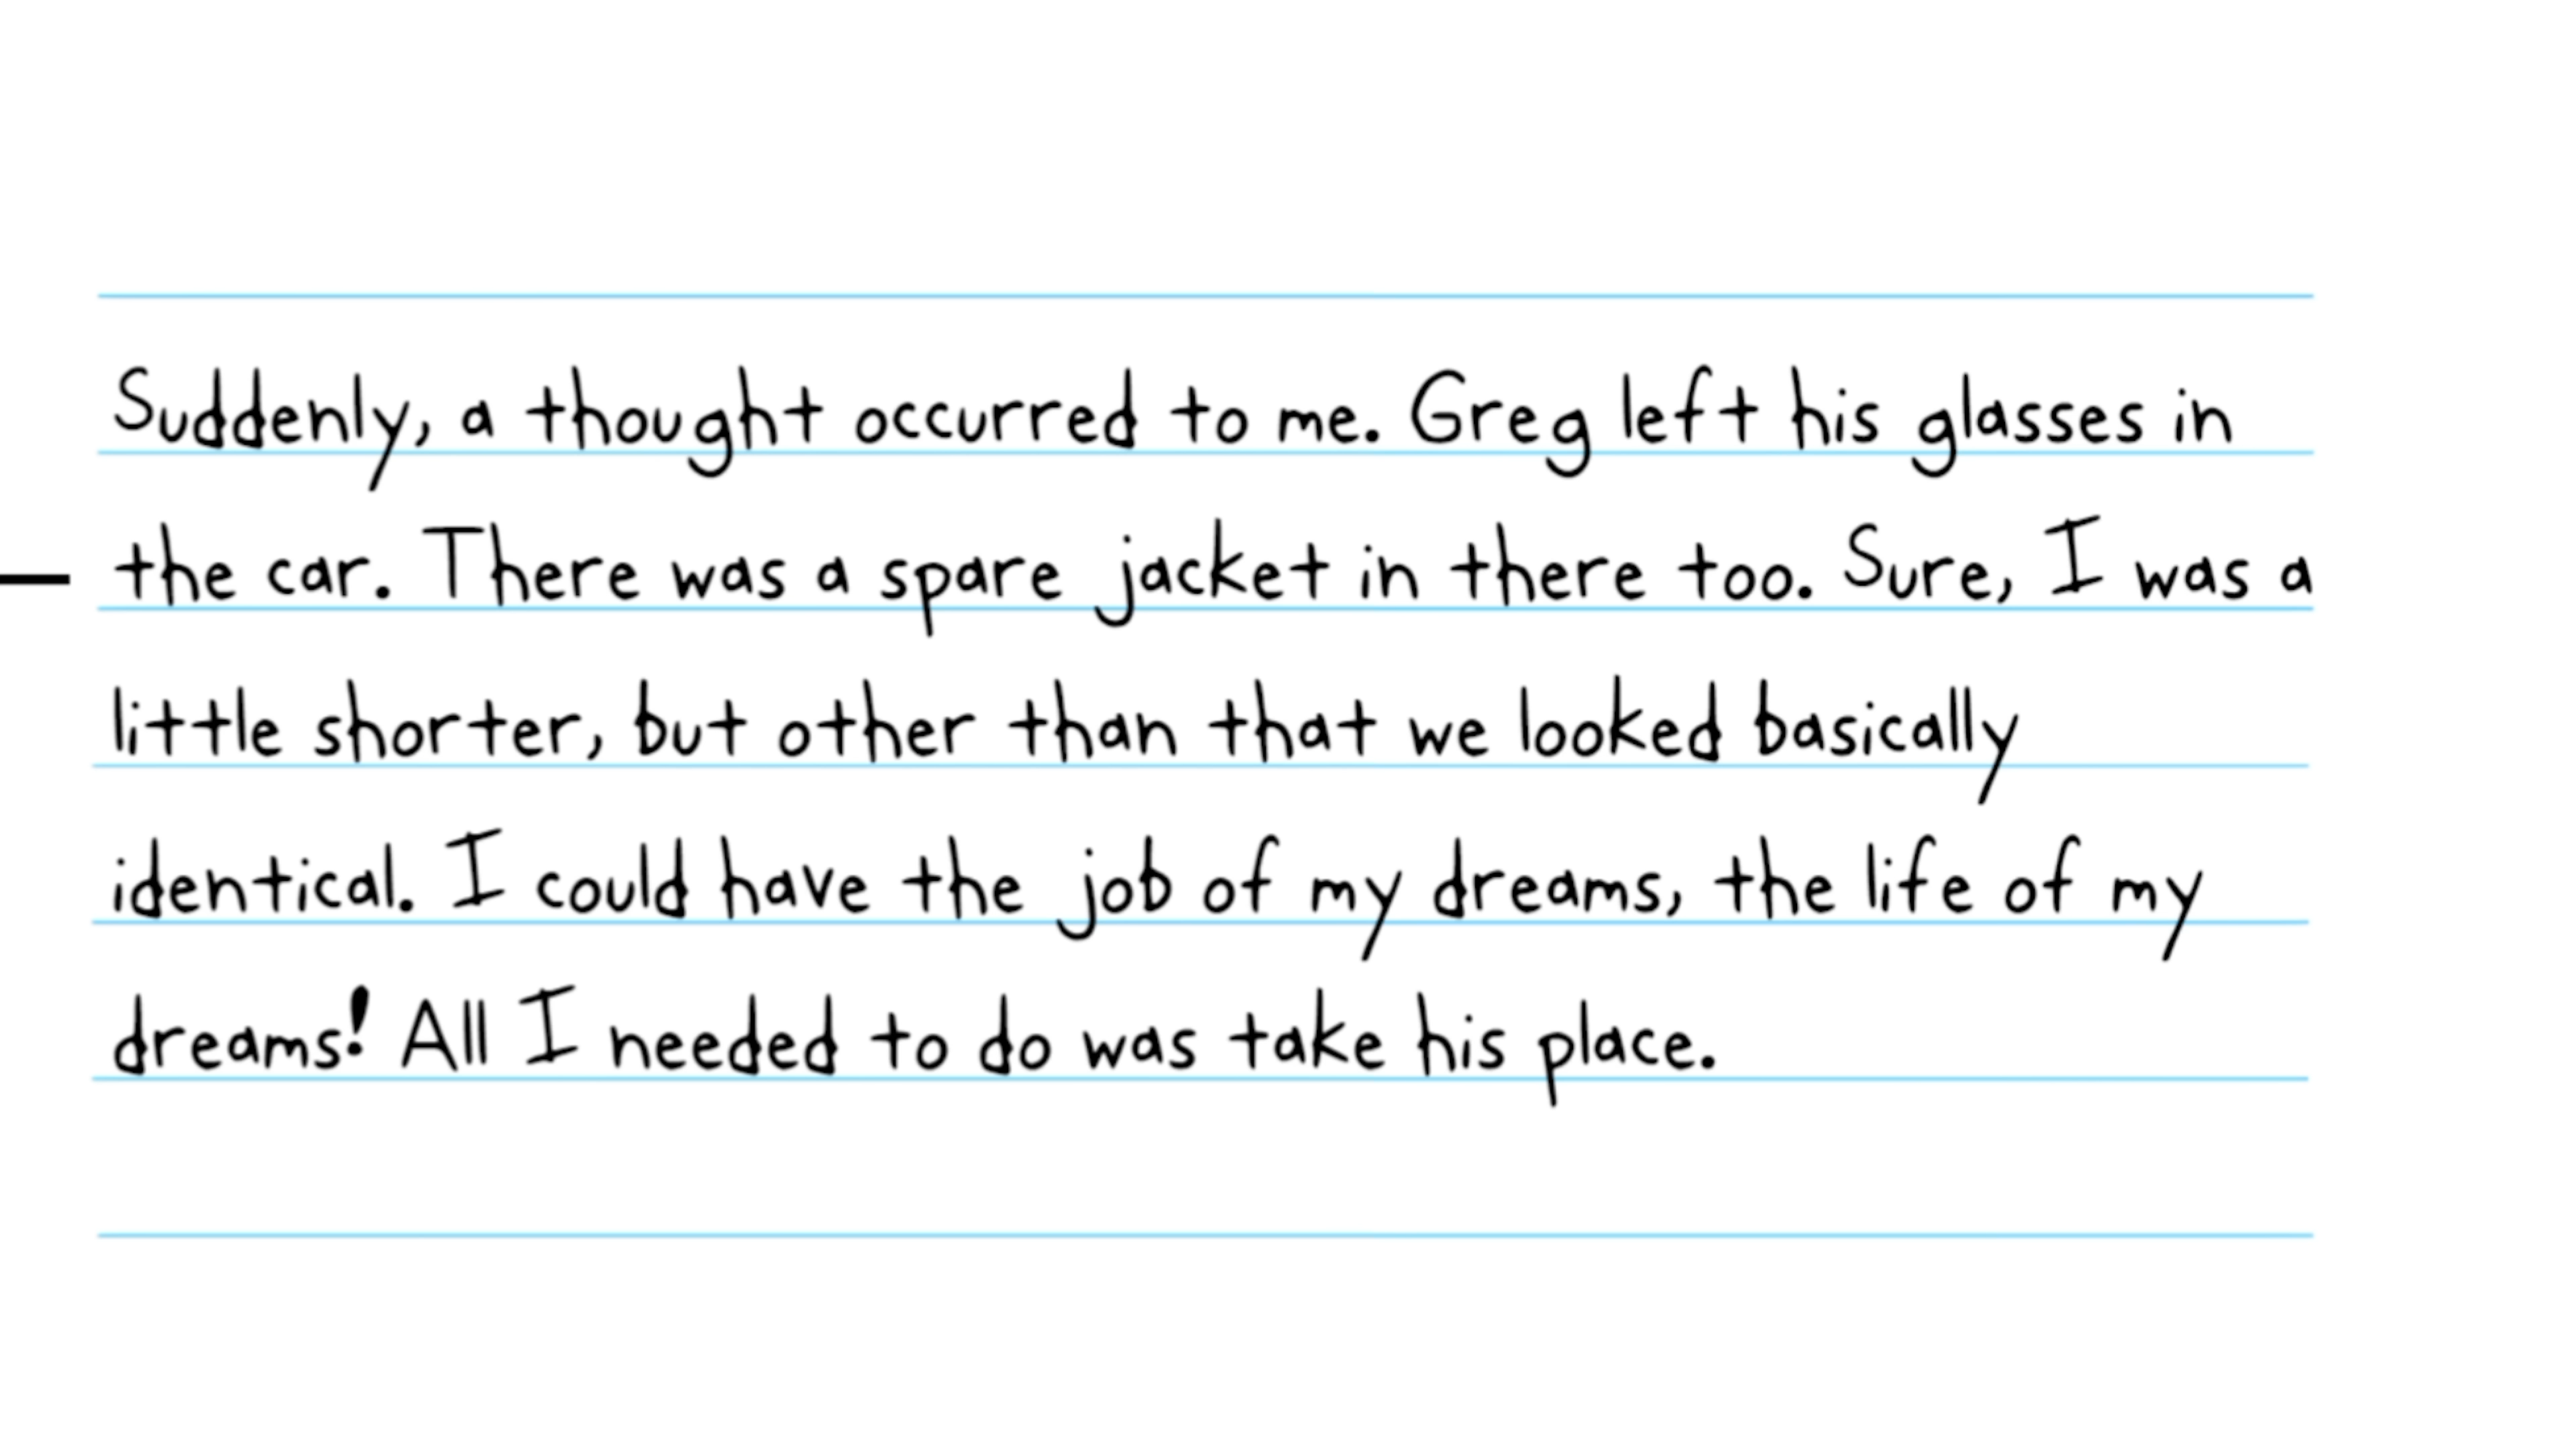 Suddenly, a thought occurred to me. Greg left his glasses in
the car. There was a spare jacket in there too. Sure, I was a
little shorter, but other than that we looked basically
identical. I could have the job of my dreams, the life of my
dreams! All I needed to do was take his place.